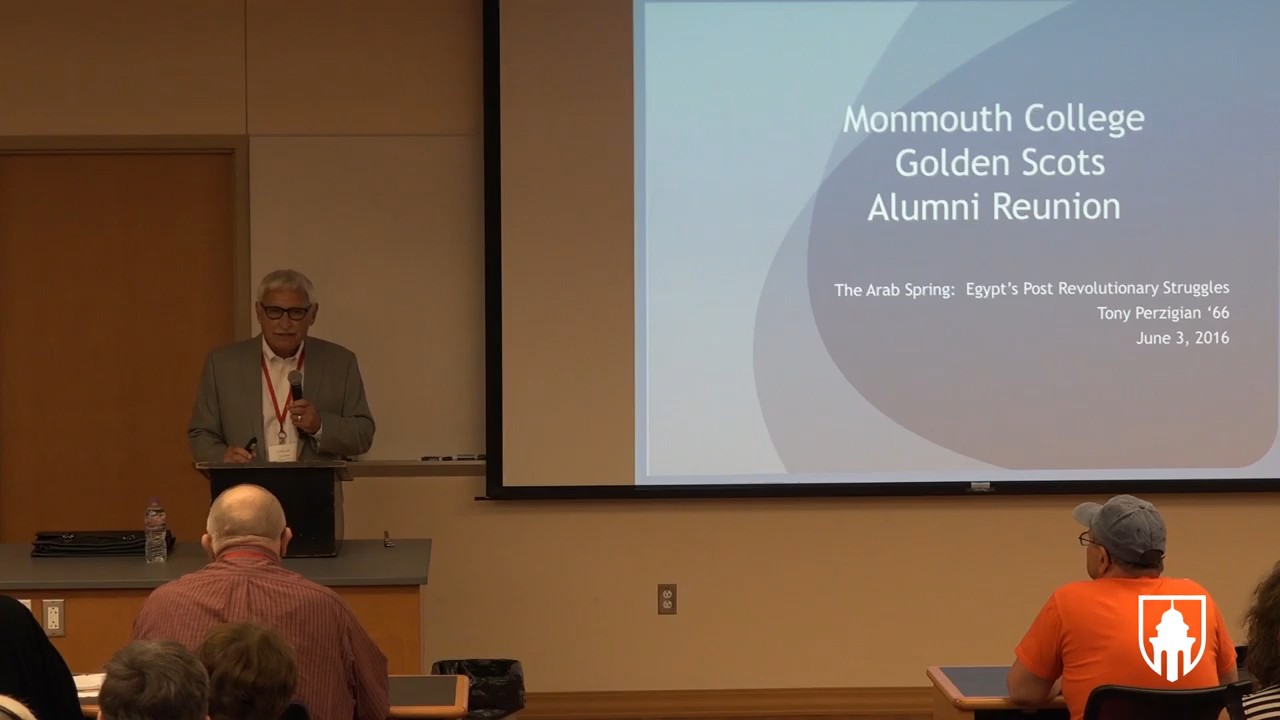 Monmouth College
Golden Scots
Alumni Reunion
The Arab Spring: Egypt's Post Revolutionary Struggles
Tony Perzigian ‘66
June 3, 2016